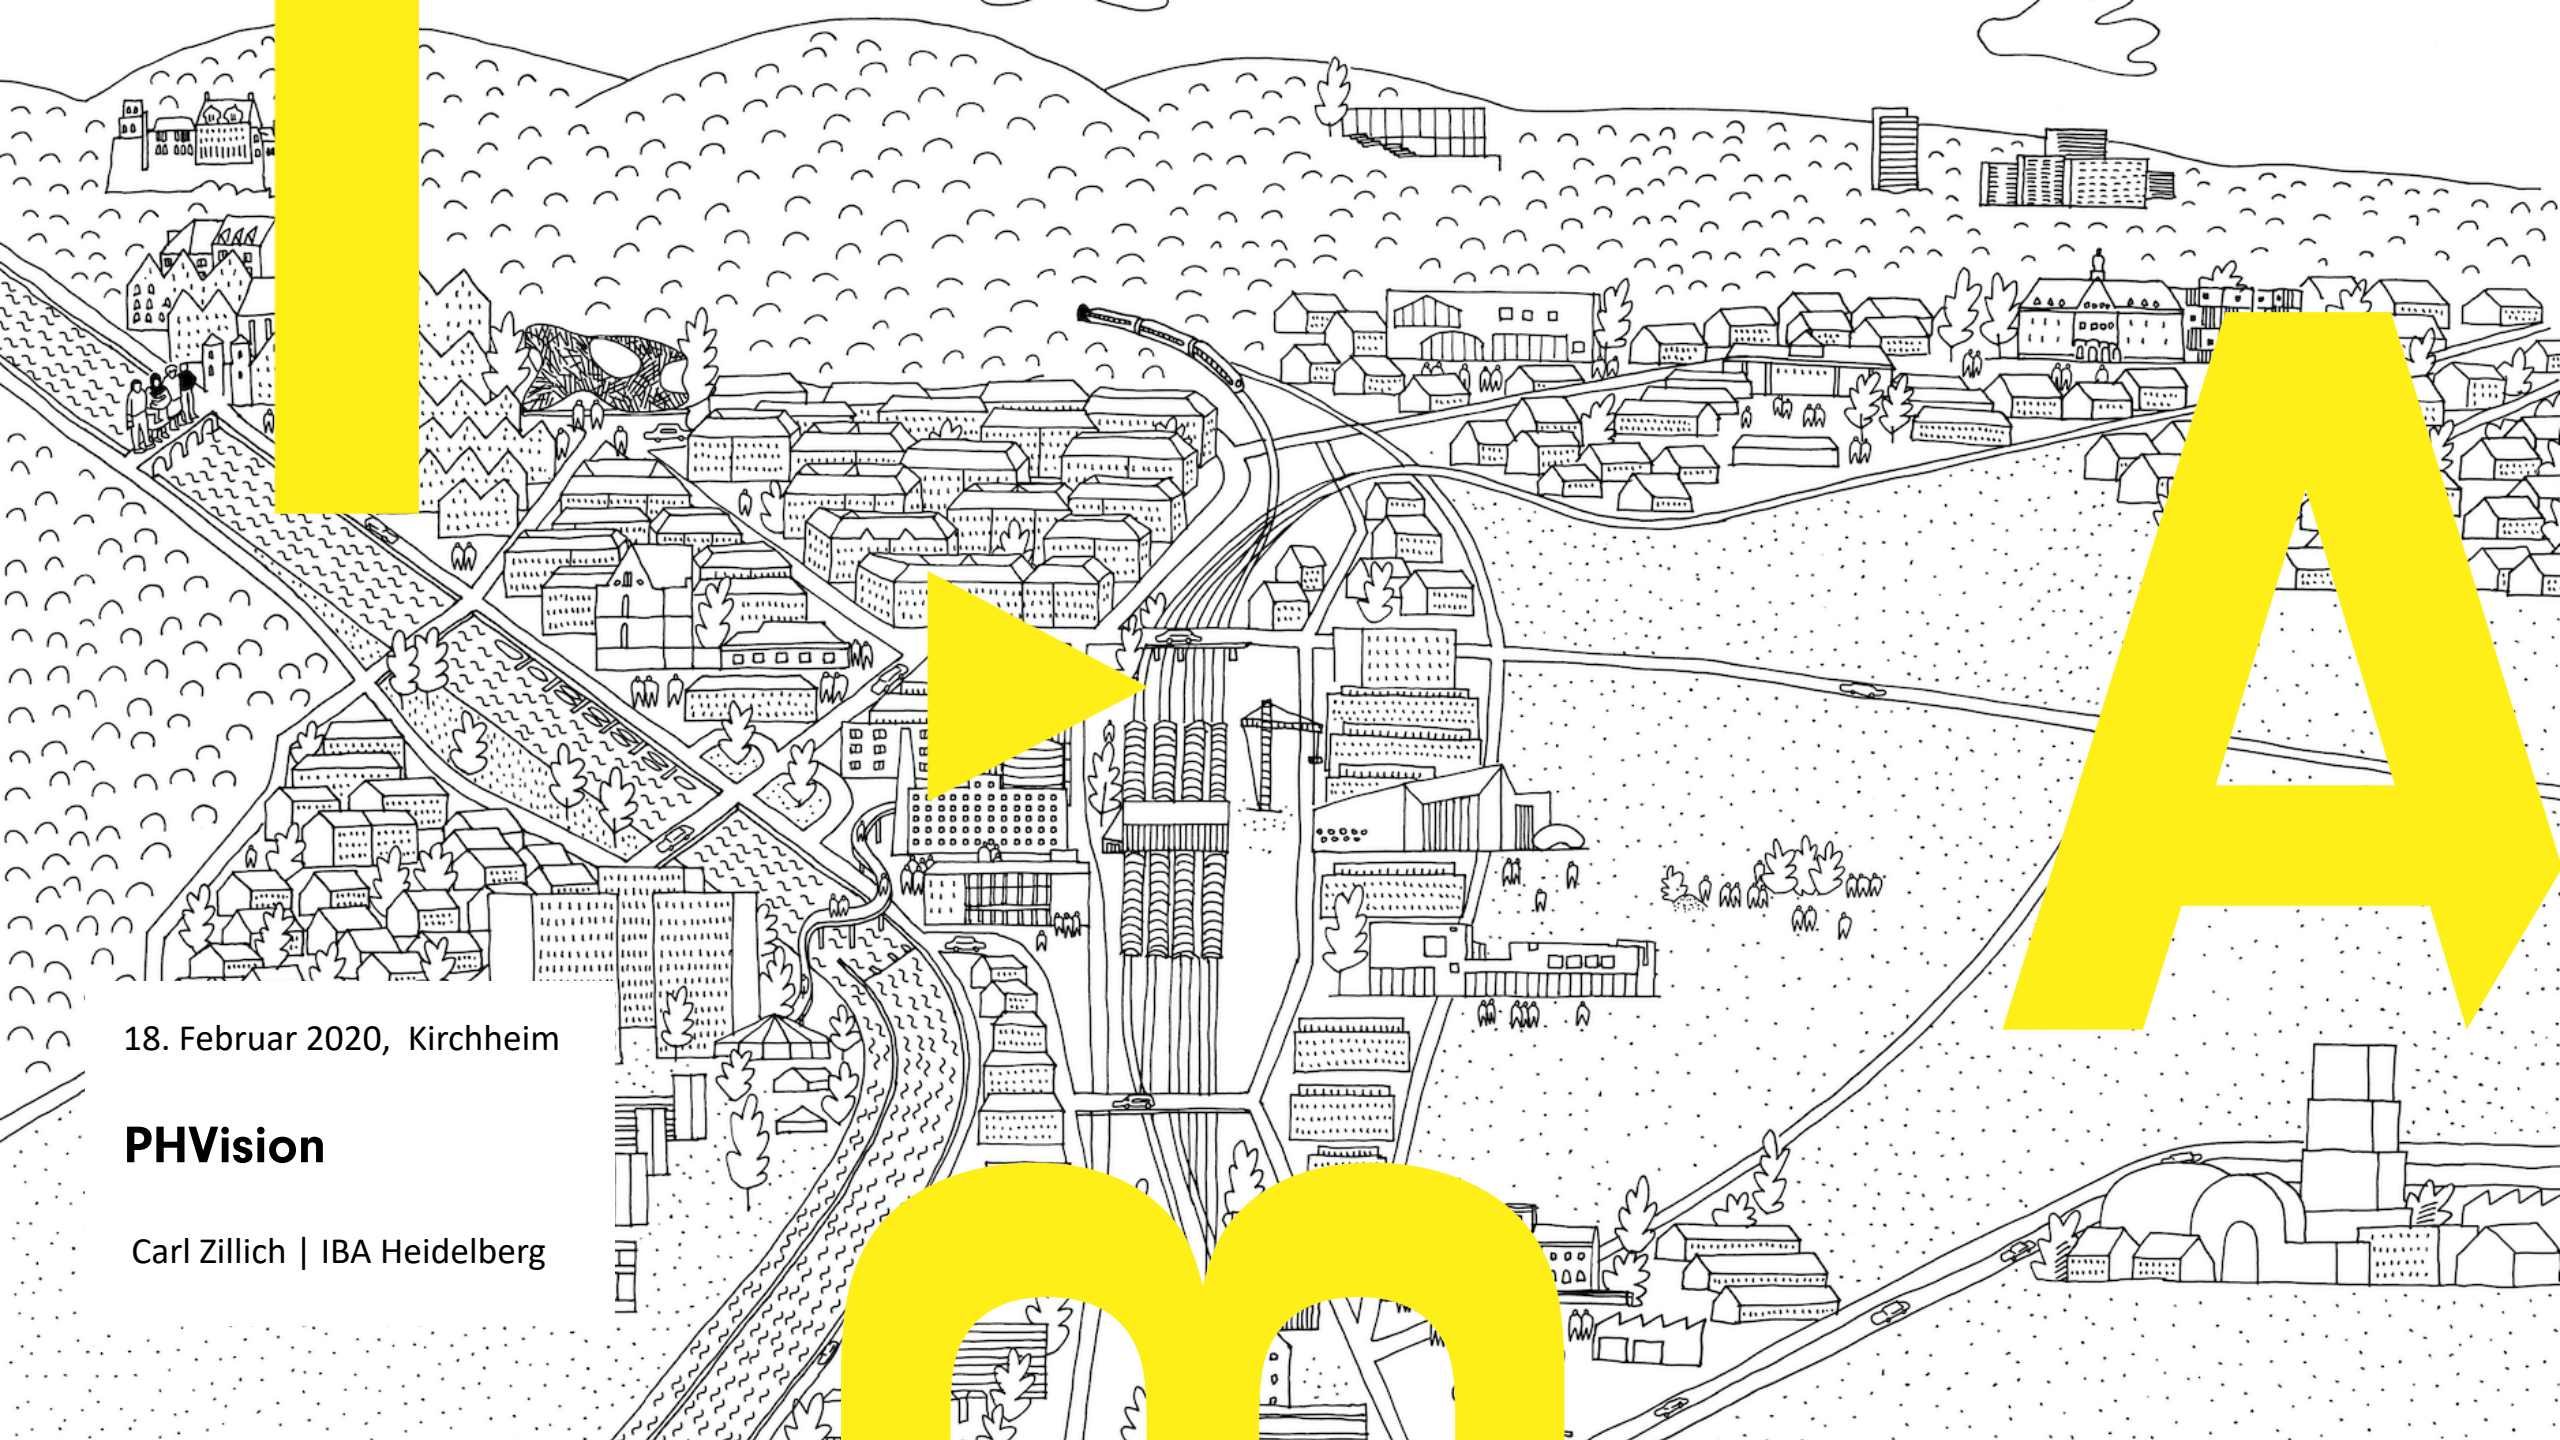 I
B
A
18. Februar 2020, Kirchheim
PHVision
Carl Zillich | IBA Heidelberg